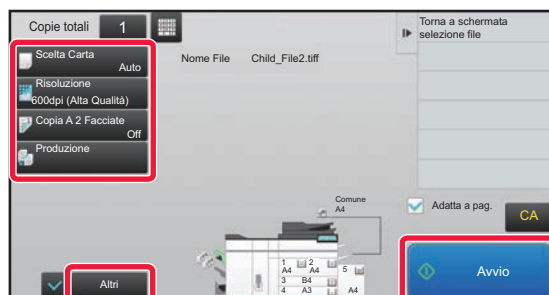 Copie totali 1
Torna a schermata
selezione file
Scelta Carta
Auto
Nome File Child_File2.tiff
Risoluzione
600dpi (Alta Qualità)
Copia A 2 Facciate
Off
Produzione
Comune
A4
Adatta a pag.
CA
1 2
A4 A4
5
3 B4
4 A3 A4
Altri
Avvio